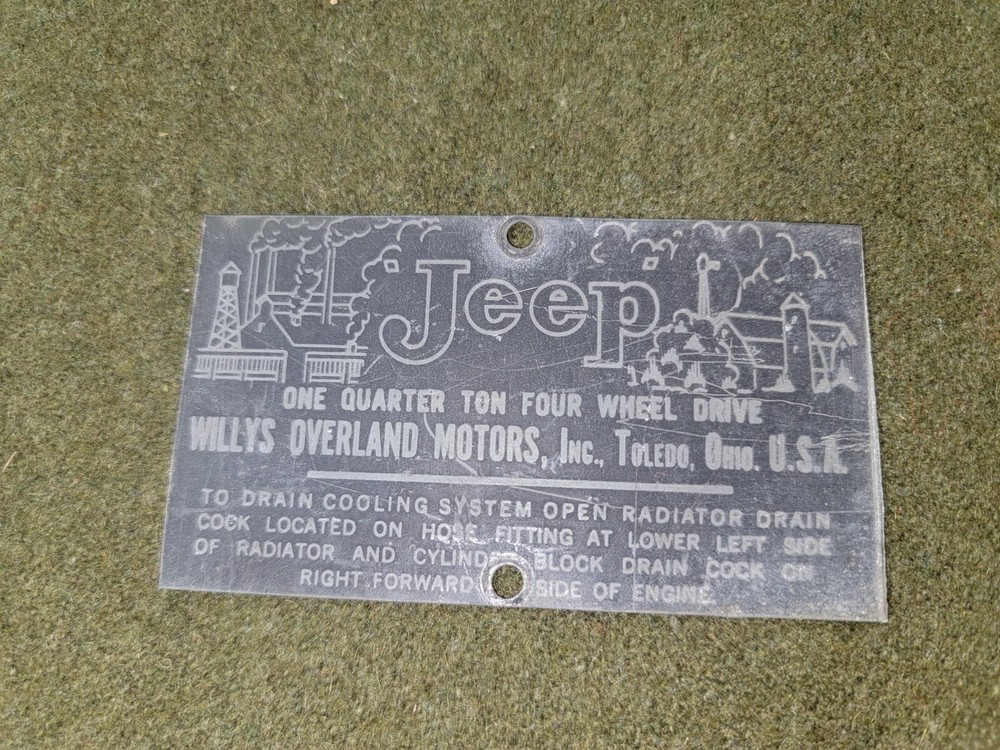 "Jeep"
ONE QUARTER TON FOUR WHEEL DRIVE
WILLYS OVERLAND MOTORS, INC., TOLEDO, OHIO. U.S.A.
TO DRAIN COOLING SYSTEM OPEN RADIATOR DRAIN
COCK LOCATED ON HOSE FITTING AT LOWER LEFT SIDE
OF RADIATOR AND CYLINDER BLOCK DRAIN COCK ON
RIGHT FORWARD SIDE OF ENGINE